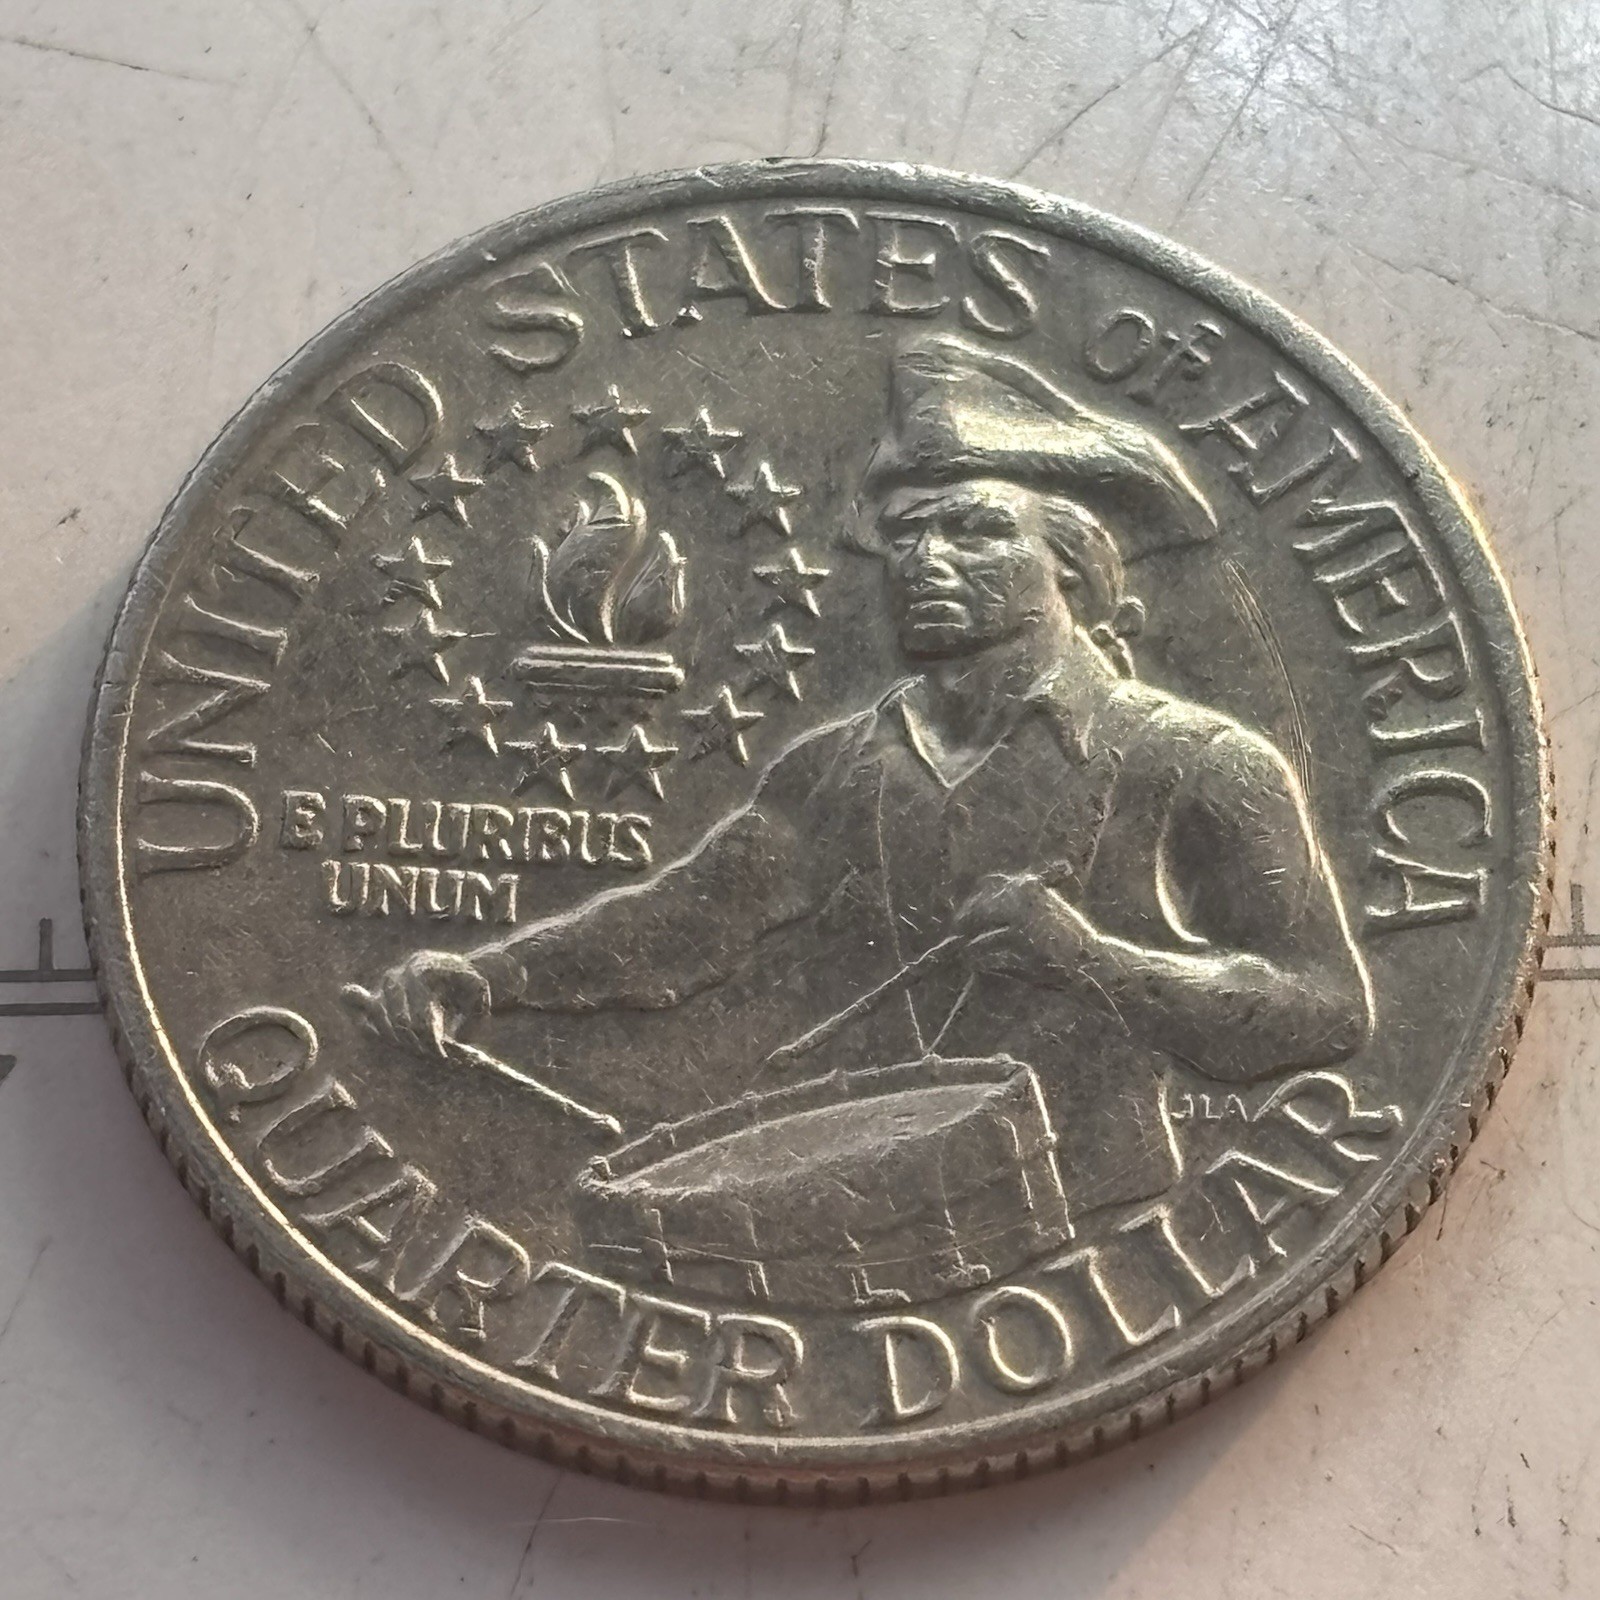 UNITED STATES of AMERICA
E PLURIBUS
UNUM
JLA
QUARTER DOLLAR